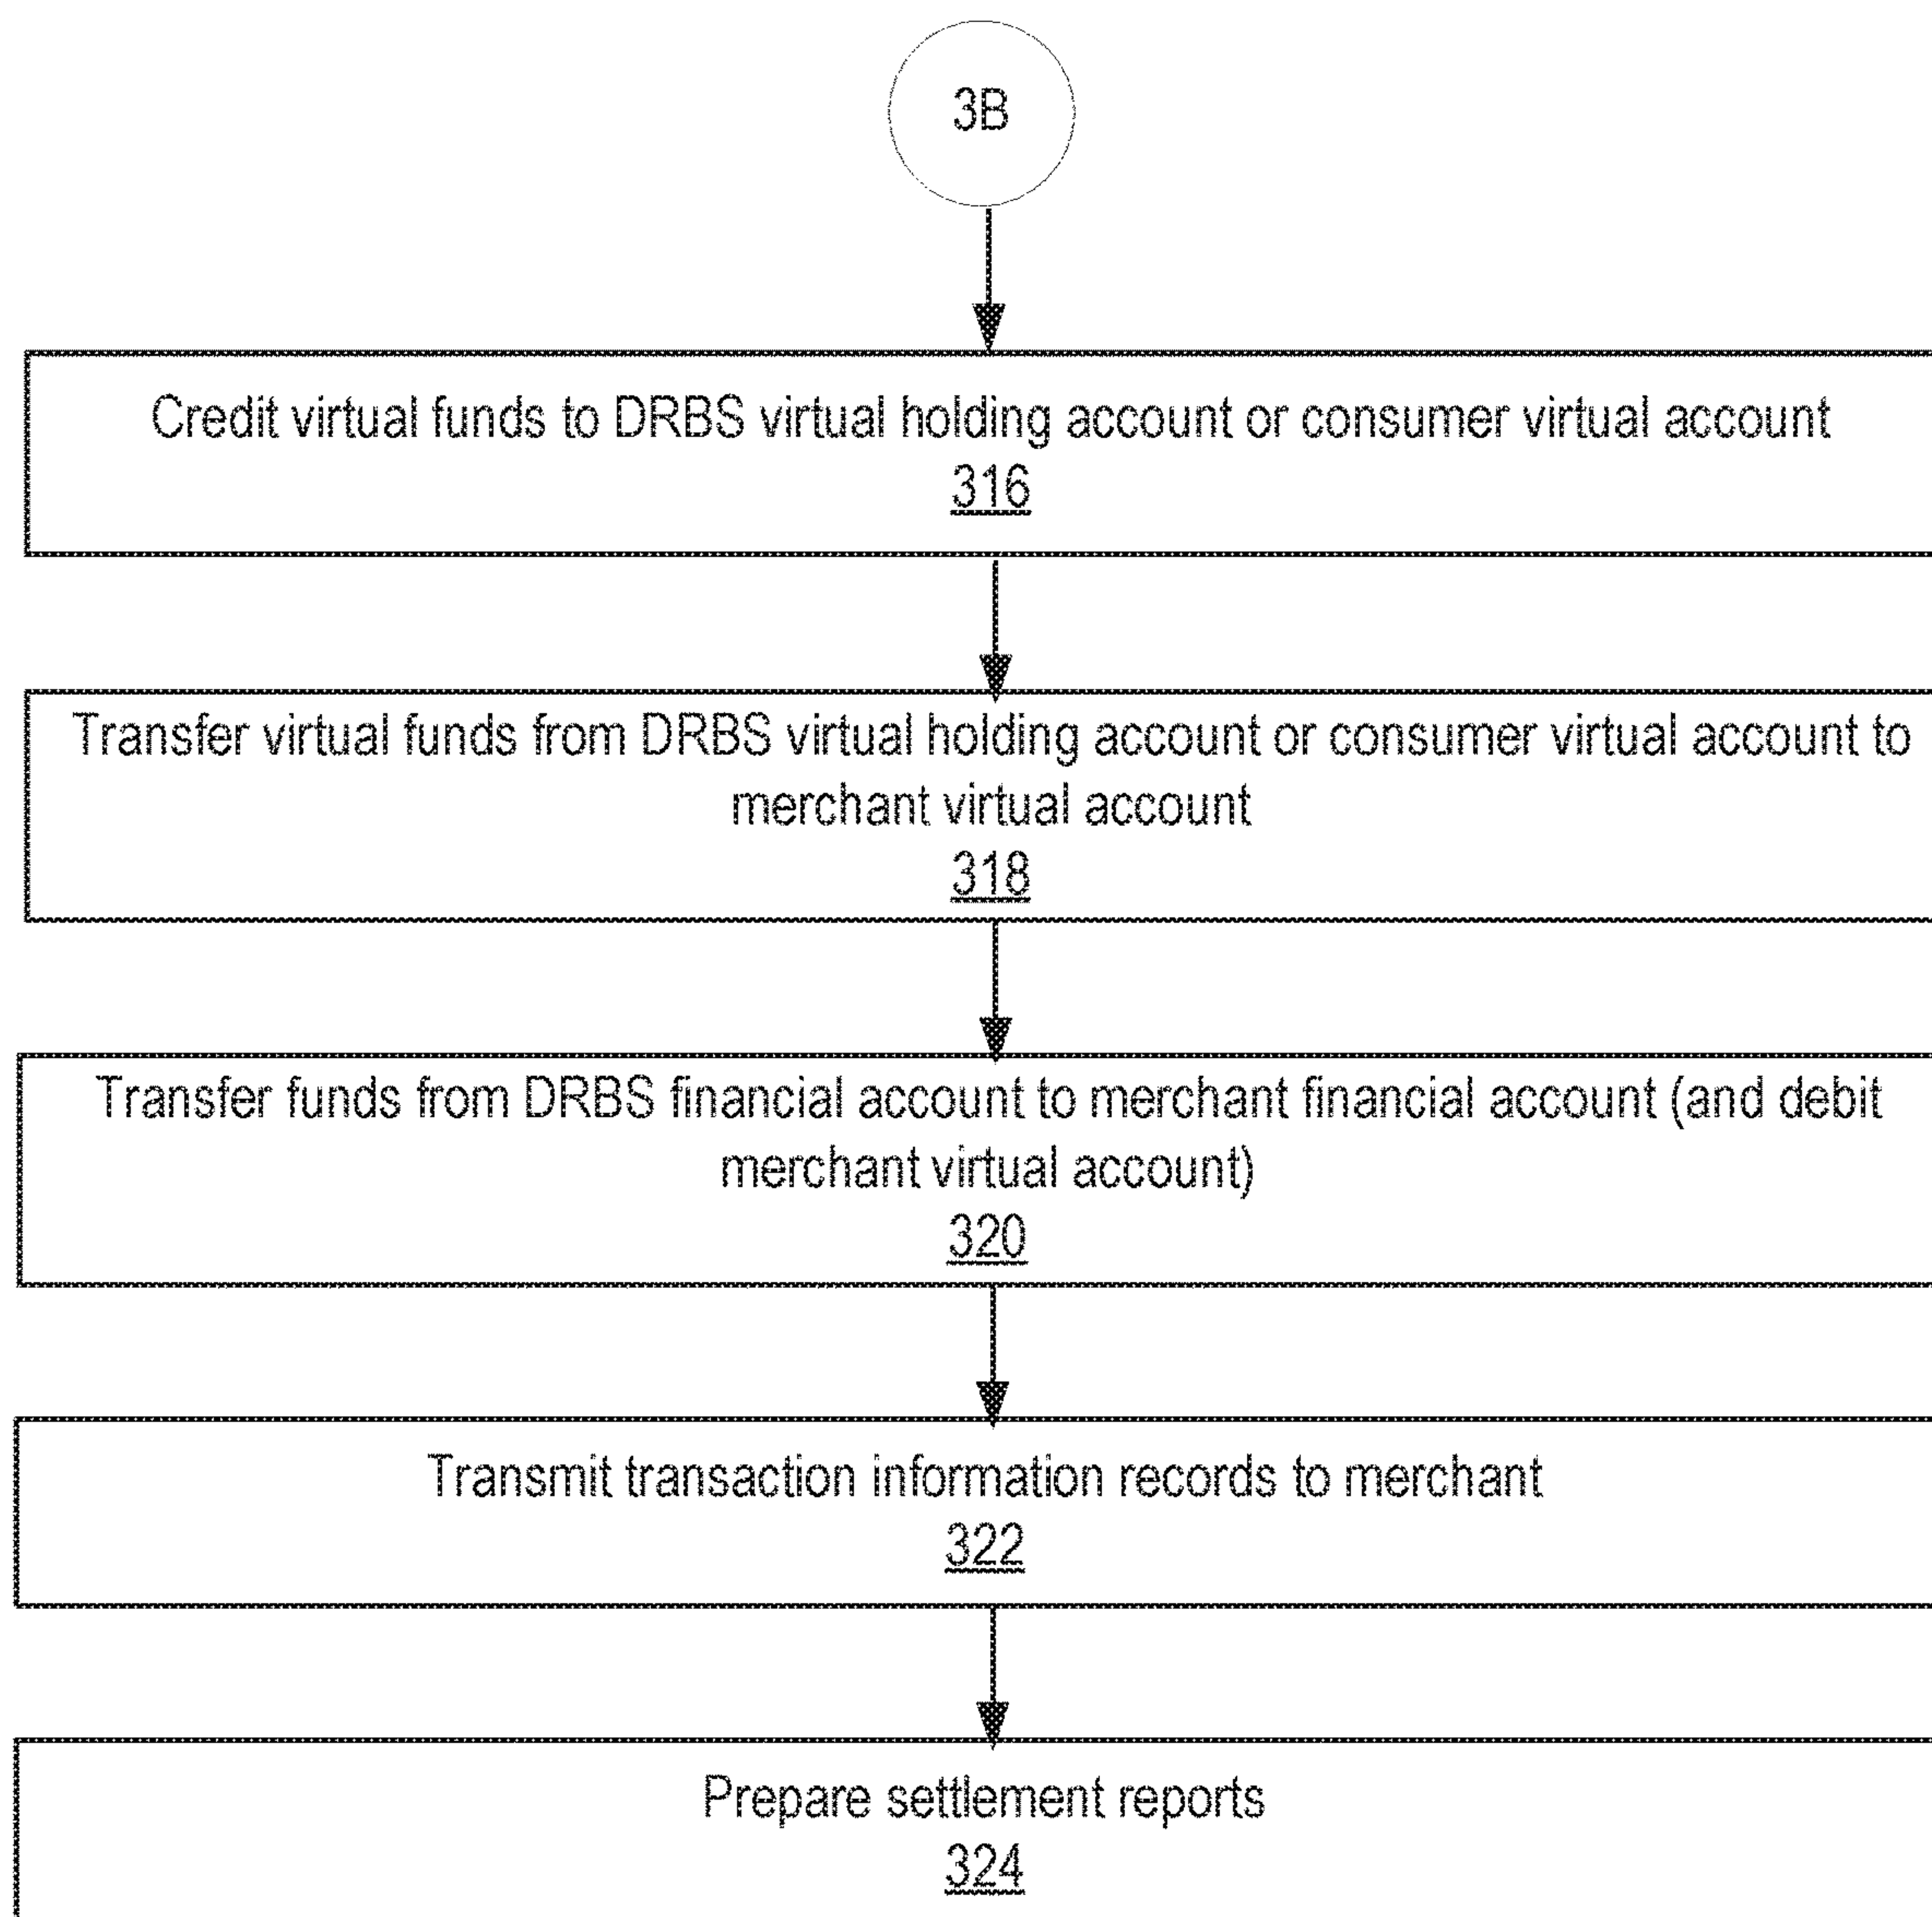 3B
Credit virtual funds to DRBS virtual holding account or consumer virtual account
316
Transfer virtual funds from DRBS virtual holding account or consumer virtual account to
merchant virtual account
318
Transfer funds from DRBS financial account to merchant financial account (and debit
merchant virtual account)
320
Transmit transaction information records to merchant
322
Prepare settlement reports
324